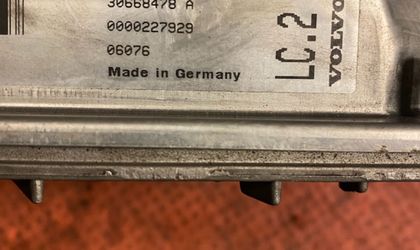 30668478 A
0000227929
06076
Made in Germany
LC.2
VOLVO